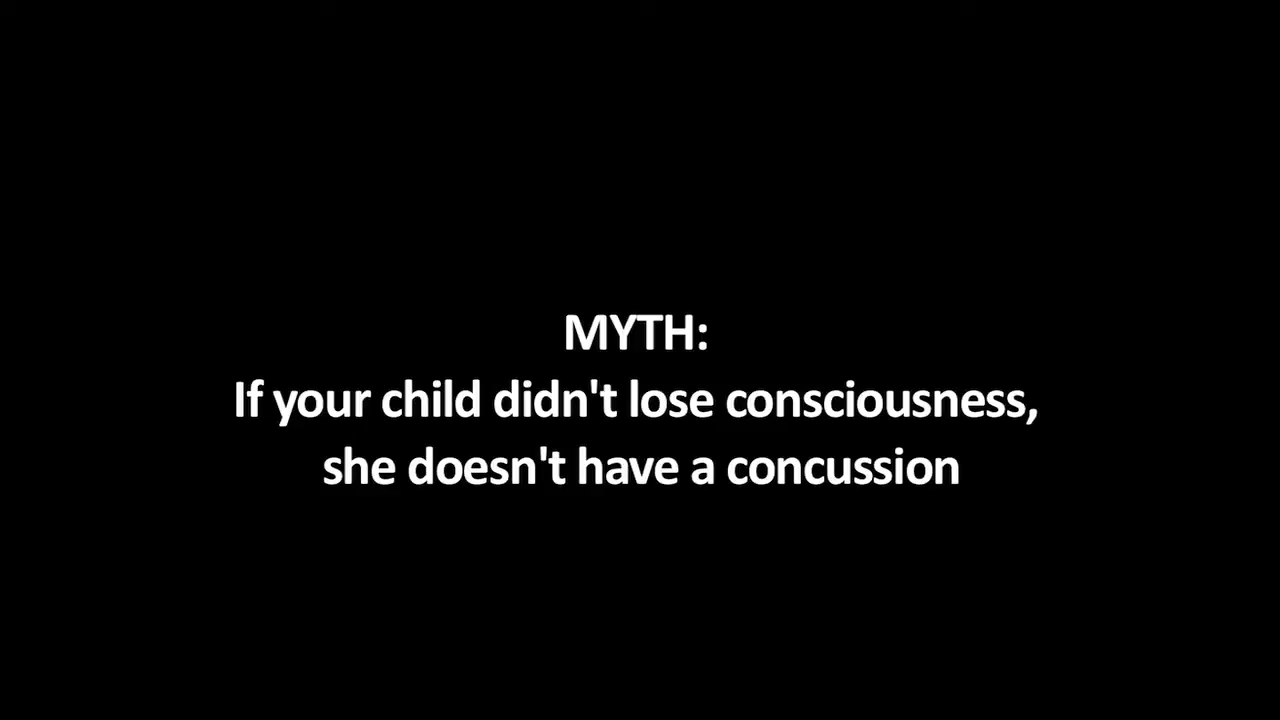 MYTH:
If your child didn't lose consciousness,
she doesn't have a concussion